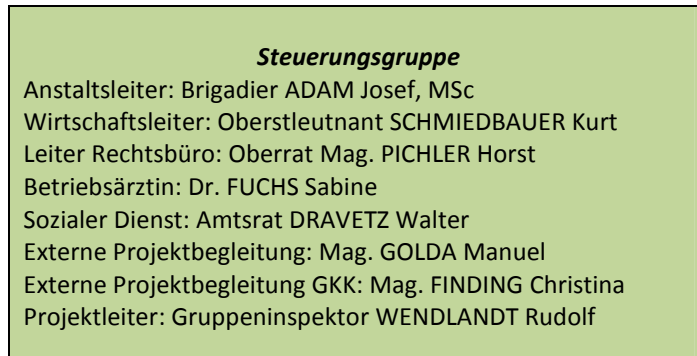 Steuerungsgruppe
Anstaltsleiter: Brigadier ADAM Josef, MSc
Wirtschaftsleiter: Oberstleutnant SCHMIEDBAUER Kurt
Leiter Rechtsbüro: Oberrat Mag. PICHLER Horst
Betriebsärztin: Dr. FUCHS Sabine
Sozialer Dienst: Amtsrat DRAVETZ Walter
Externe Projektbegleitung: Mag. GOLDA Manuel
Externe Projektbegleitung GKK: Mag. FINDING Christina
Projektleiter: Gruppeninspektor WENDLANDT Rudolf